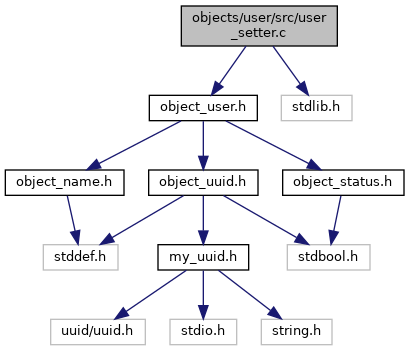 objects/user/src/user
_setter.c
object_user.h
stdlib.h
object_name.h
object_uuid.h
object_status.h
stddef.h
my_uuid.h
stdbool.h
uuid/uuid.h
stdio.h
string.h